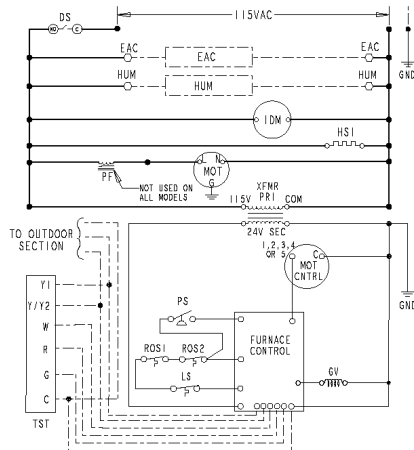 115VAC
DS
NO
C
EAC
EAC
EAC
HUM
HUM
HUM
GND
IDM
HSI
L
N
MOT
G
PF
NOT USED ON
ALL MODELS
XFMR
115V
PRI
COM
24V SEC
TO OUTDOOR
SECTION
1,2,3,4
OR 5
C
MOT
CNTRL
GND
Y1
Y/Y2
W
R
G
C
TST
PS
ROS1
ROS2
LS
FURNACE
CONTROL
GV